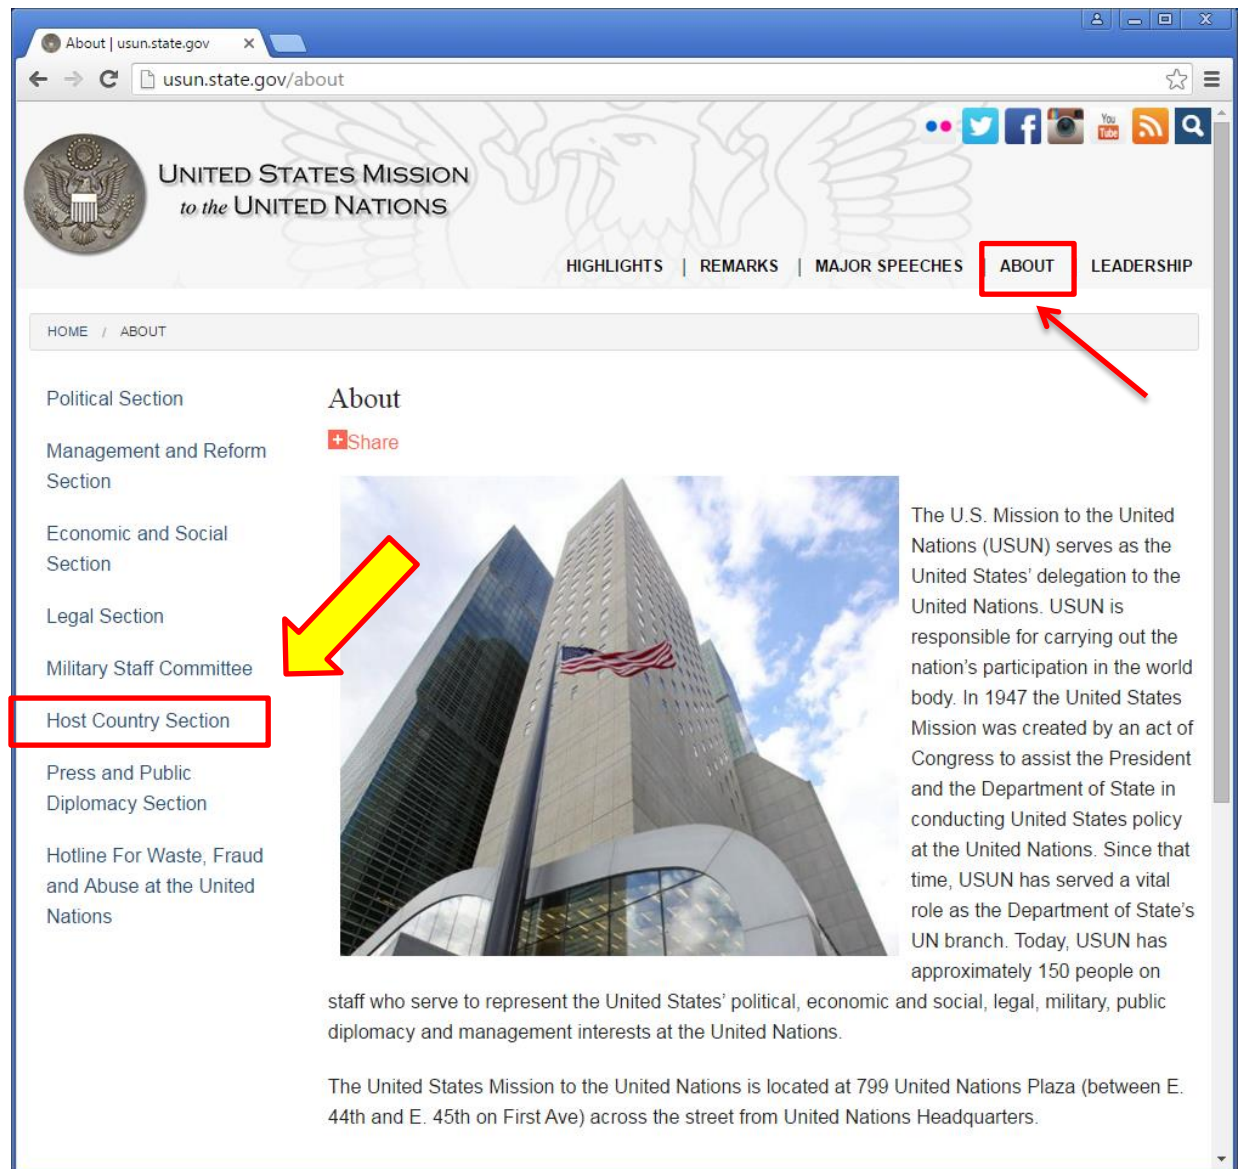 About | usun.state.gov
usun.state.gov/about
You
Tube
UNITED STATES MISSION
to the UNITED NATIONS
HIGHLIGHTS | REMARKS | MAJOR SPEECHES | ABOUT LEADERSHIP
HOME / ABOUT
Political Section
Management and Reform
Section
Economic and Social
Section
Legal Section
Military Staff Committee
Host Country Section
Press and Public
Diplomacy Section
Hotline For Waste, Fraud
and Abuse at the United
Nations
About
Share
The U.S. Mission to the United
Nations (USUN) serves as the
United States’ delegation to the
United Nations. USUN is
responsible for carrying out the
nation’s participation in the world
body. In 1947 the United States
Mission was created by an act of
Congress to assist the President
and the Department of State in
conducting United States policy
at the United Nations. Since that
time, USUN has served a vital
role as the Department of State’s
UN branch. Today, USUN has
approximately 150 people on
staff who serve to represent the United States’ political, economic and social, legal, military, public
diplomacy and management interests at the United Nations.
The United States Mission to the United Nations is located at 799 United Nations Plaza (between E.
44th and E. 45th on First Ave) across the street from United Nations Headquarters.